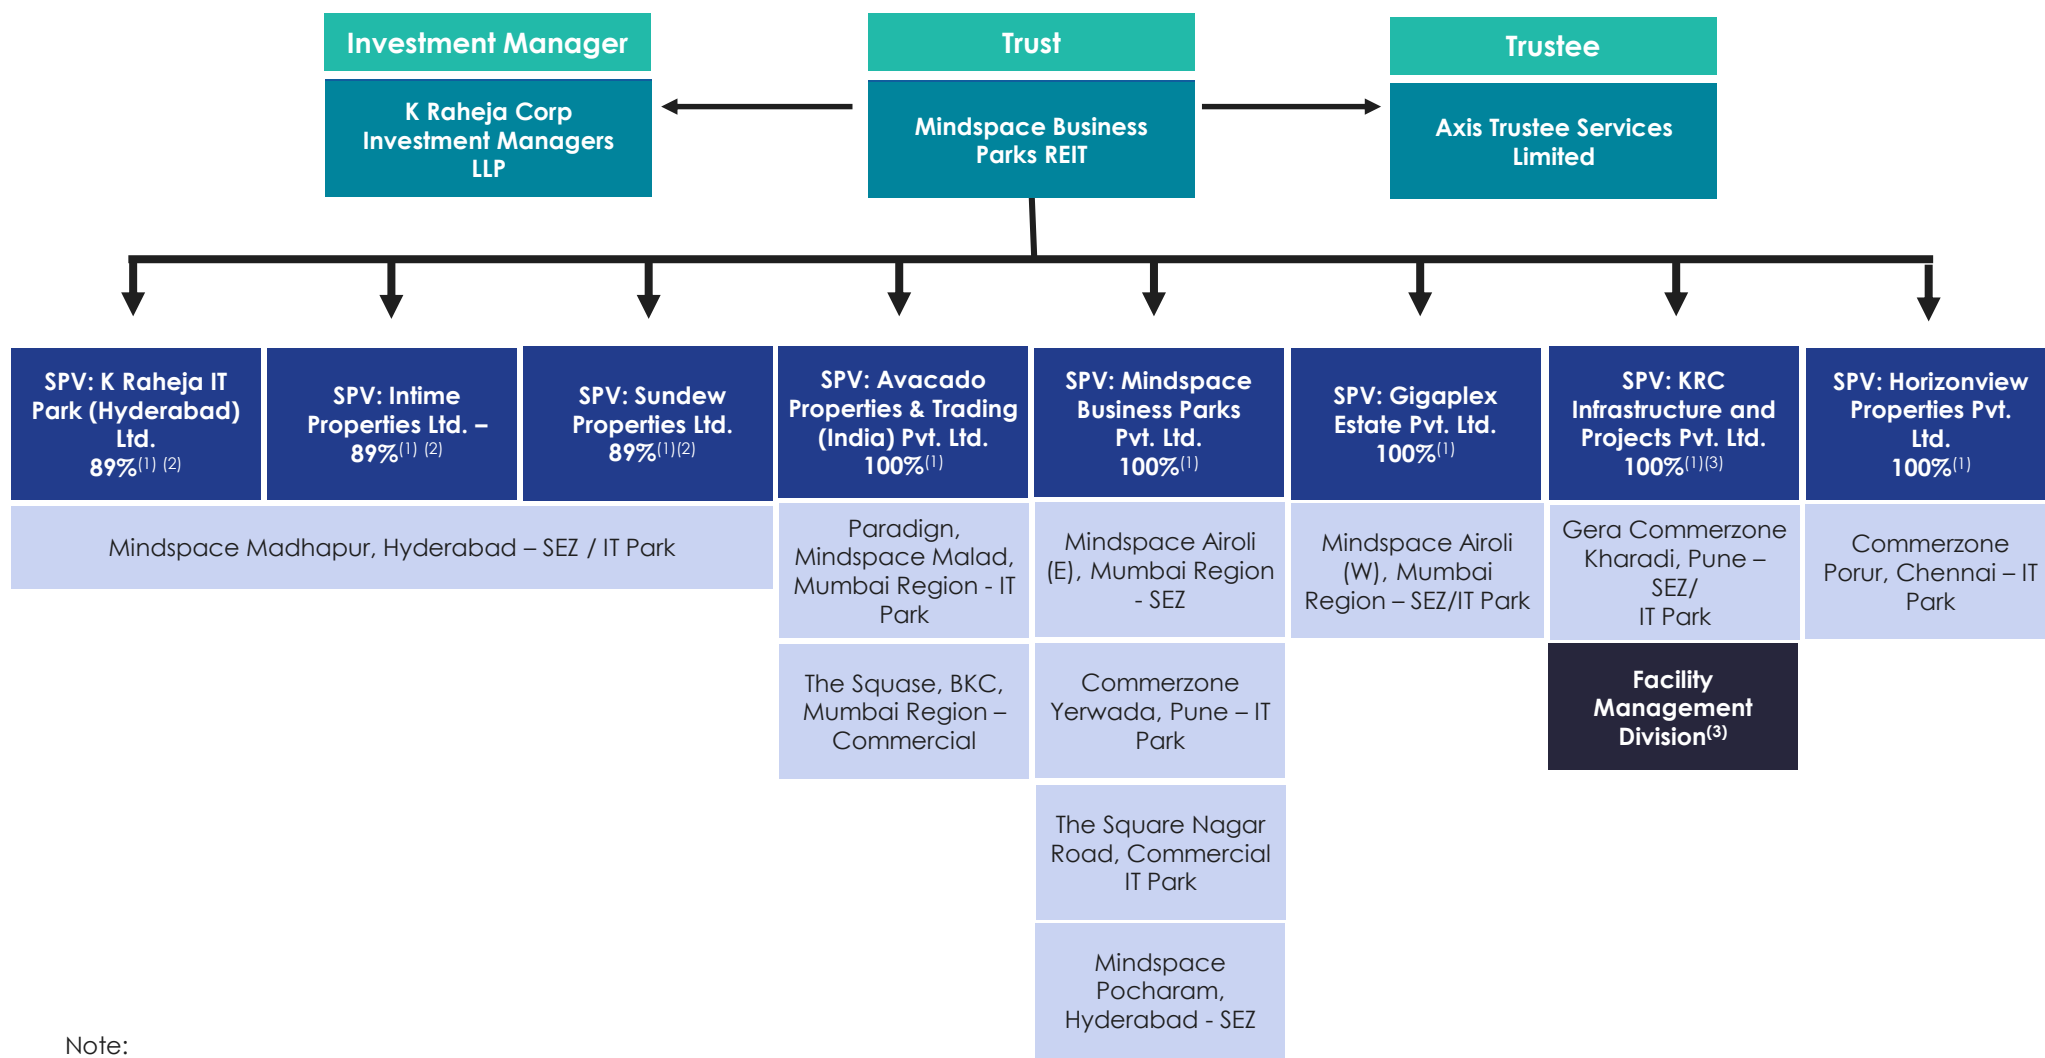 Investment Manager
K Raheja Corp
Investment Managers
LLP
Trust
Mindspace Business
Parks REIT
Trustee
Axis Trustee Services
Limited
SPV: K Raheja IT
Park (Hyderabad)
Ltd.
89%(1) (2)
SPV: Intime
Properties Ltd. –
89%(1) (2)
SPV: Sundew
Properties Ltd.
89%(1)(2)
SPV: Avacado
Properties & Trading
(India) Pvt. Ltd.
100%(1)
SPV: Mindspace
Business Parks
Pvt. Ltd.
100%(1)
SPV: Gigaplex
Estate Pvt. Ltd.
100%(1)
SPV: KRC
Infrastructure and
Projects Pvt. Ltd.
100%(1)(3)
SPV: Horizonview
Properties Pvt.
Ltd.
100%(1)
Mindspace Madhapur, Hyderabad – SEZ / IT Park
Paradign,
Mindspace Malad,
Mumbai Region - IT
Park
Mindspace Airoli
(E), Mumbai Region
- SEZ
Mindspace Airoli
(W), Mumbai
Region – SEZ/IT Park
Gera Commerzone
Kharadi, Pune –
SEZ/
IT Park
Commerzone
Porur, Chennai – IT
Park
The Squase, BKC,
Mumbai Region –
Commercial
Commerzone
Yerwada, Pune – IT
Park
Facility
Management
Division(3)
The Square Nagar
Road, Commercial
IT Park
Mindspace
Pocharam,
Hyderabad - SEZ
Note: